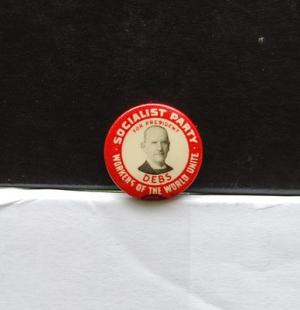 SOCIALIST PARTY
FOR PRESIDENT
DEBS
WORKERS OF THE WORLD UNITE